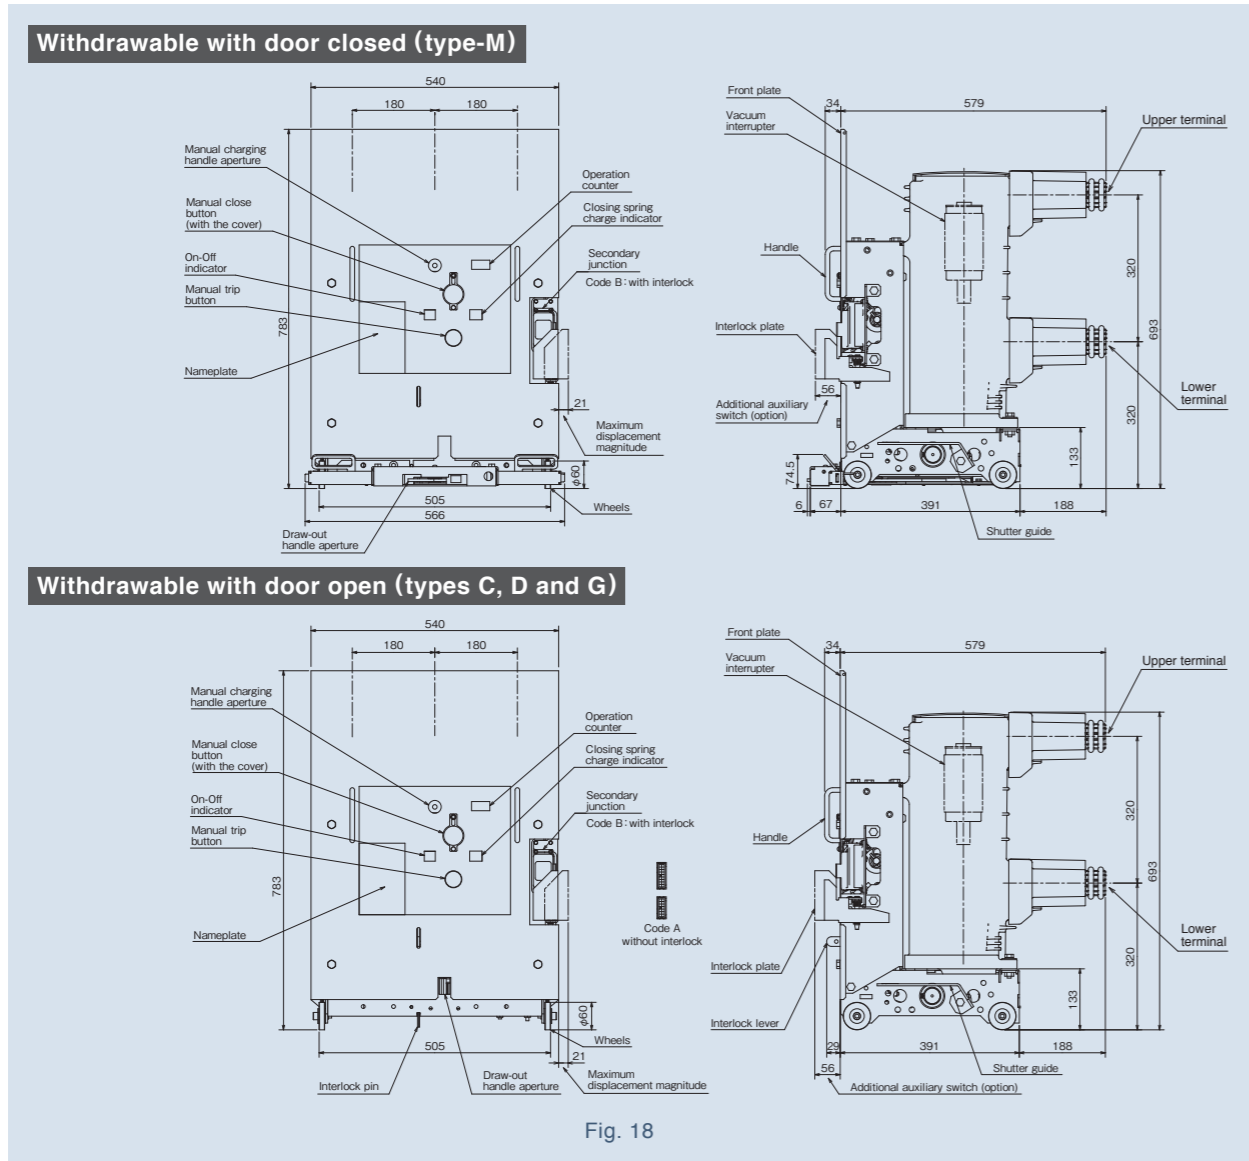 Withdrawable with door closed (type-M)
540
180
180
Manual charging
handle aperture
Manual close
button
(with the cover)
On-Off
indicator
Manual trip
button
783
Nameplate
Operation
counter
Closing spring
charge indicator
Secondary
junction
Code B : with interlock
21
Maximum
displacement
magnitude
φ60
505
566
Wheels
Draw-out
handle aperture
Front plate
34
579
Vacuum
interrupter
Upper terminal
Handle
320
693
Interlock plate
56
Additional auxiliary
switch (option)
Lower
terminal
320
133
74.5
6
67
391
188
Shutter guide
Withdrawable with door open (types C, D and G)
540
180
180
Manual charging
handle aperture
Manual close
button
(with the cover)
On-Off
indicator
Manual trip
button
783
Nameplate
Operation
counter
Closing spring
charge indicator
Secondary
junction
Code B : with interlock
Code A
without interlock
φ60
505
Wheels
21
Interlock pin
Draw-out
handle aperture
Maximum
displacement magnitude
Front plate
34
579
Vacuum
interrupter
Upper terminal
Handle
320
693
Interlock plate
Lower
terminal
320
Interlock lever
133
29
391
188
56
Shutter guide
Additional auxiliary switch (option)
Fig. 18